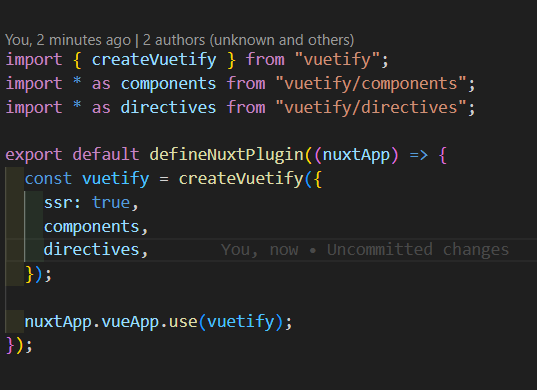 You, 2 minutes ago | 2 authors (unknown and others)
import { createVuetify } from "vuetify";
import * as components from "vuetify/components";
import * as directives from "vuetify/directives";

export default defineNuxtPlugin((nuxtApp) => {
  const vuetify = createVuetify({
    ssr: true,
    components,
    directives,        You, now • Uncommitted changes
  });

  nuxtApp.vueApp.use(vuetify);
});